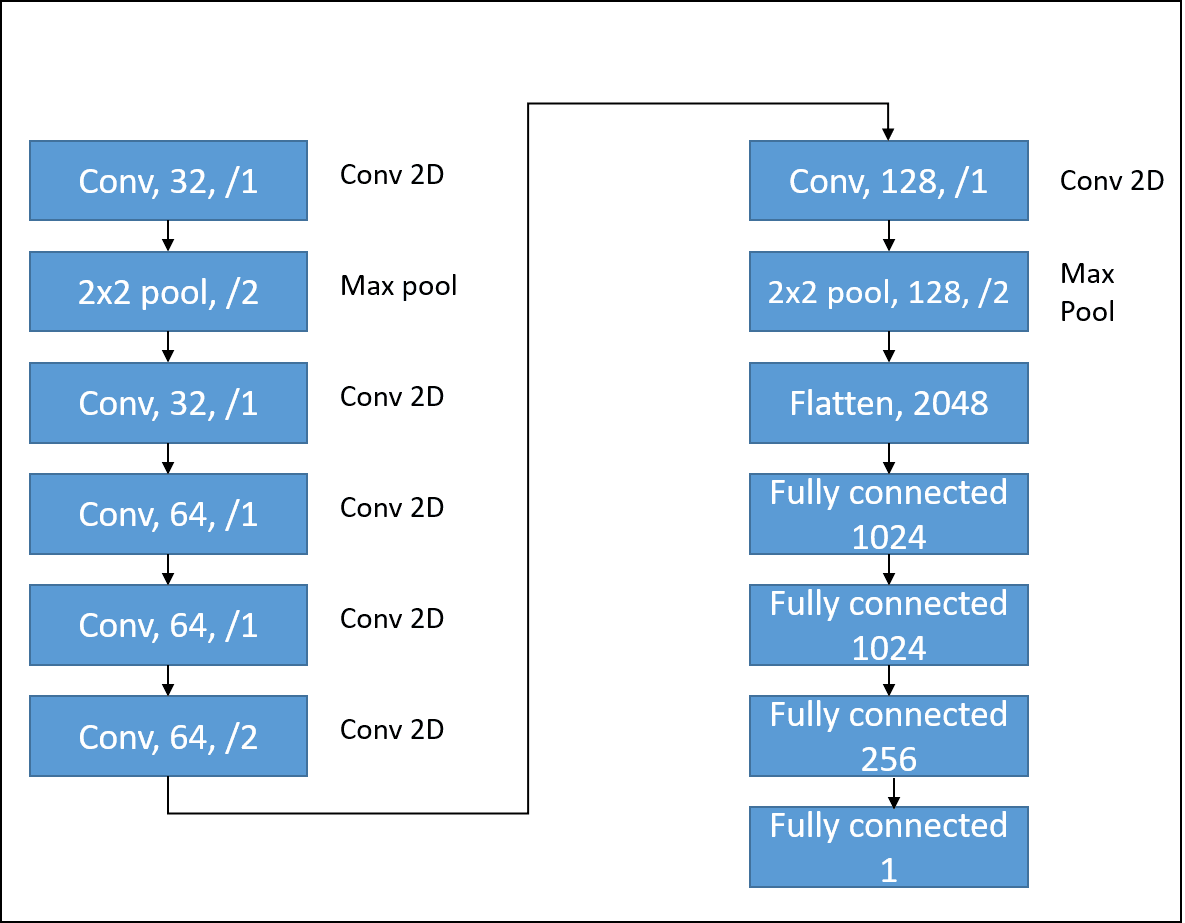 Conv, 32, /1
Conv 2D
2x2 pool, /2
Max pool
Conv, 32, /1
Conv 2D
Conv, 64, /1
Conv 2D
Conv, 64, /1
Conv 2D
Conv, 64, /2
Conv 2D
Conv, 128, /1
Conv 2D
2x2 pool, 128, /2
Max
Pool
Flatten, 2048
Fully connected
1024
Fully connected
1024
Fully connected
256
Fully connected
1